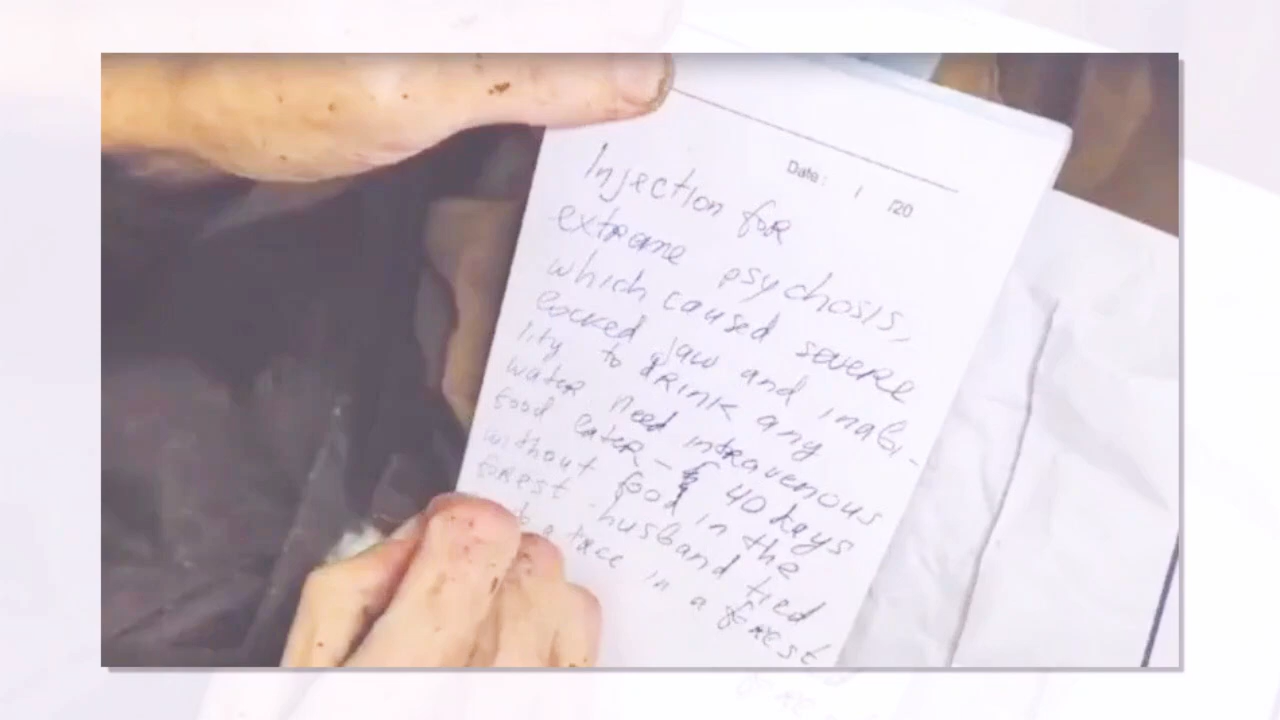 Date: / /20
Injection for
extreme psychosis,
which caused severe
locked jaw and inabi-
lity to drink any
water need intravenous
food later – 40 days
without food in the
forest - husband tied
a tree in a forest